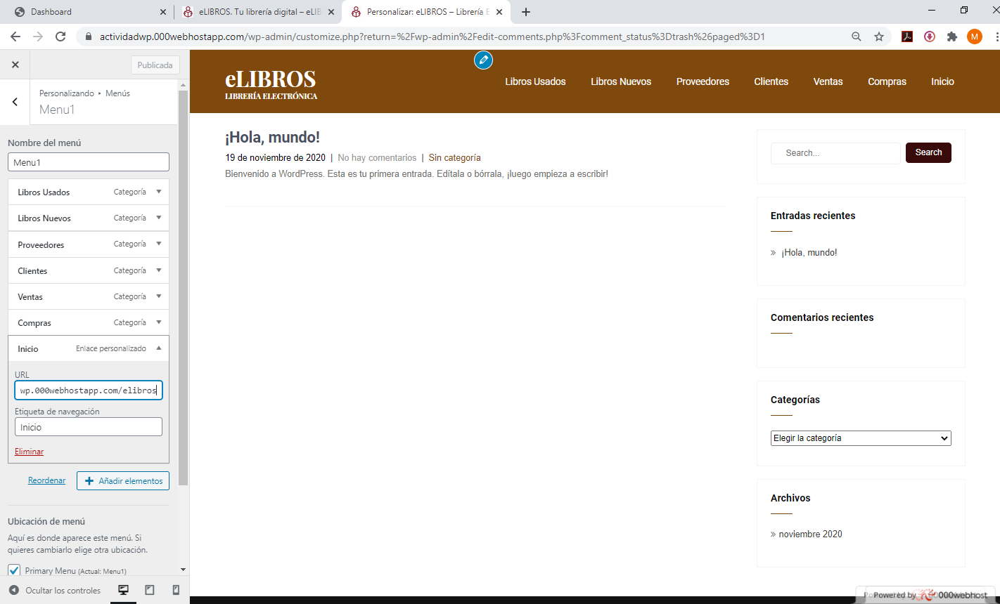 Dashboard
eLIBROS. Tu librería digital – eLIB
Personalizar: eLIBROS – Librería E
actividadwp.000webhostapp.com/wp-admin/customize.php?return=%2Fwp-admin%2Fedit-comments.php%3Fcomment_status%3Dtrash%26paged%3D1
M
Publicada
Personalizando ▸ Menús
Menu1
Nombre del menú
Menu1
Libros Usados Categoría
Libros Nuevos Categoría
Proveedores Categoría
Clientes Categoría
Ventas Categoría
Compras Categoría
Inicio Enlace personalizado
URL
wp.000webhostapp.com/elibros
Etiqueta de navegación
Inicio
Eliminar
Reordenar
Añadir elementos
Ubicación de menú
Aquí es donde aparece este menú. Si
quieres cambiarlo elige otra ubicación.
Primary Menu (Actual: Menu1)
Ocultar los controles
eLIBROS
LIBRERÍA ELECTRÓNICA
Libros Usados Libros Nuevos Proveedores Clientes Ventas Compras Inicio
¡Hola, mundo!
19 de noviembre de 2020 | No hay comentarios | Sin categoría
Bienvenido a WordPress. Esta es tu primera entrada. Edítala o bórrala, ¡luego empieza a escribir!
Search...
Search
Entradas recientes
» ¡Hola, mundo!
Comentarios recientes
Categorías
Elegir la categoría
Archivos
» noviembre 2020
Powered by 000webhost